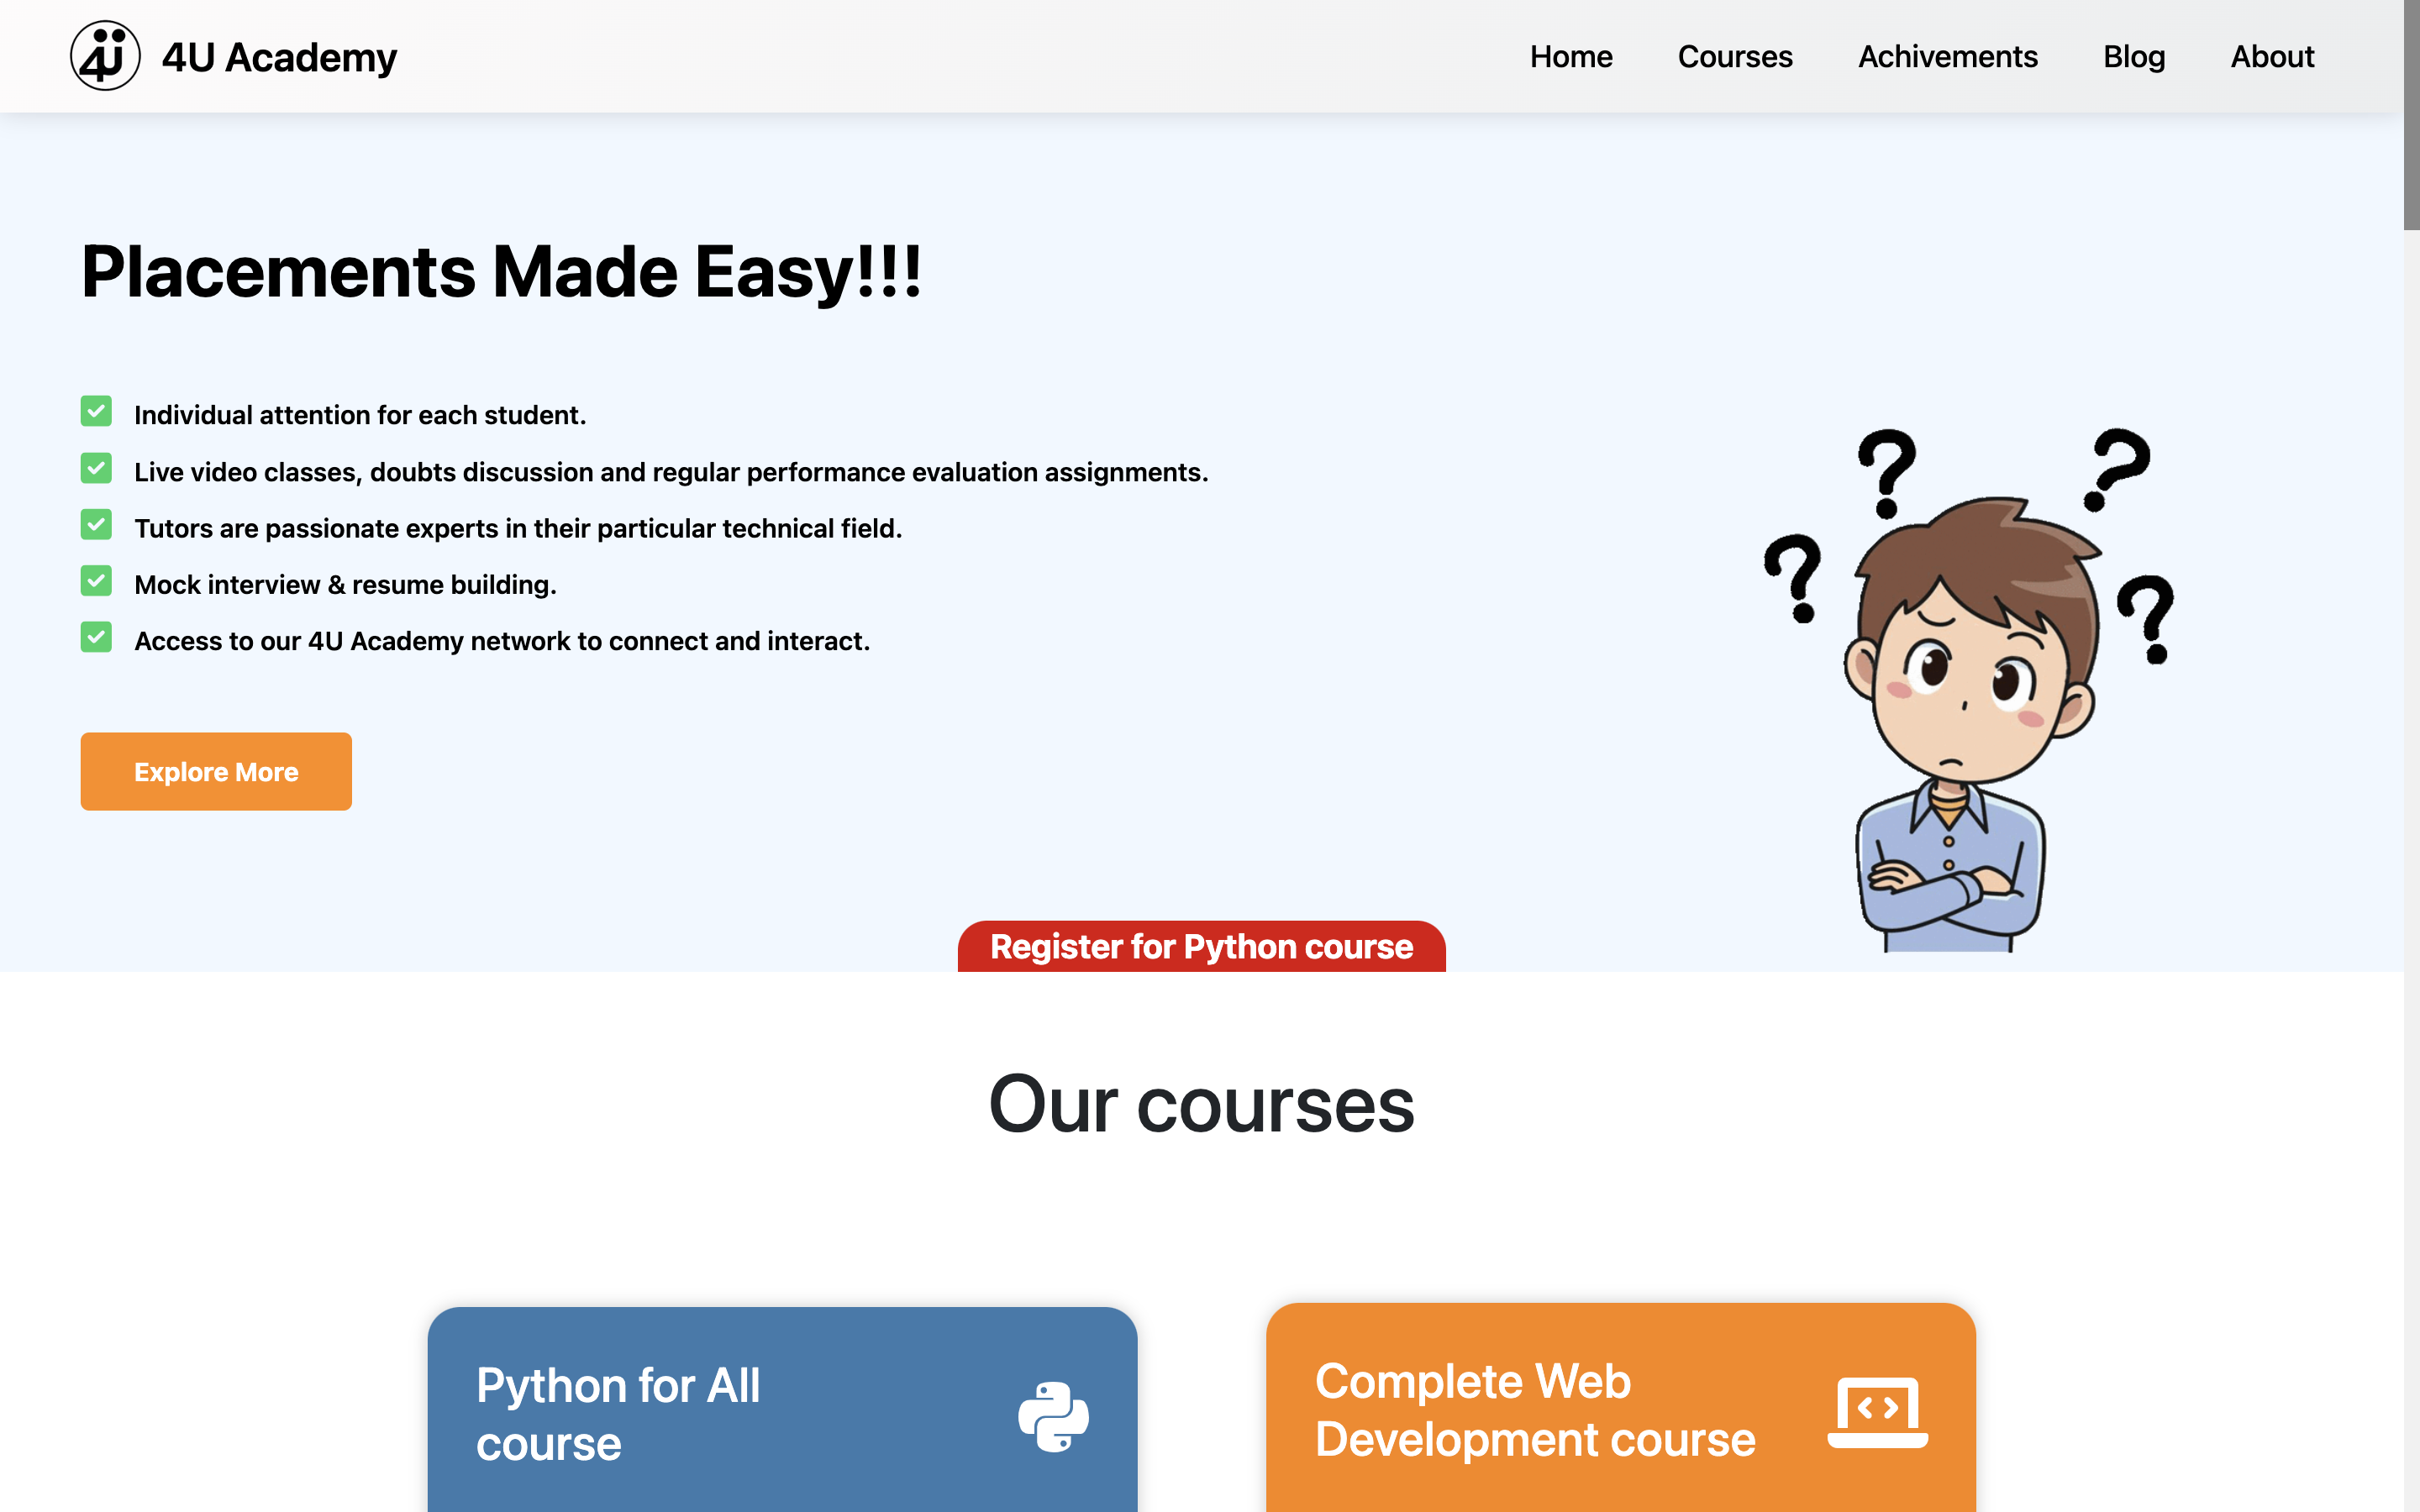 4U
4U Academy
Home
Courses
Achivements
Blog
About
Placements Made Easy!!!
Individual attention for each student.
Live video classes, doubts discussion and regular performance evaluation assignments.
Tutors are passionate experts in their particular technical field.
Mock interview & resume building.
Access to our 4U Academy network to connect and interact.
? ? ? ?
Explore More
Register for Python course
Our courses
Python for All
course
Complete Web
Development course